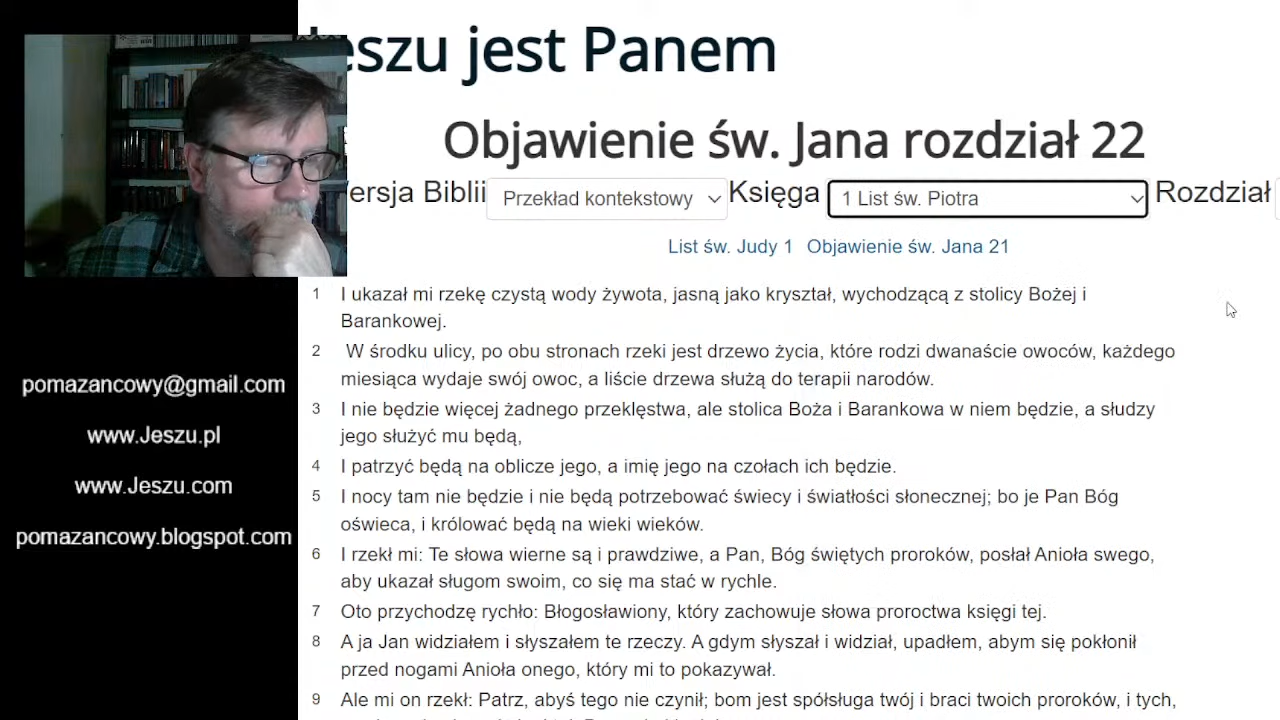 eszu jest Panem
Objawienie św. Jana rozdział 22
ersja Biblii Przekład kontekstowy Księga 1 List św. Piotra Rozdział
List św. Judy 1 Objawienie św. Jana 21
1 I ukazał mi rzekę czystą wody żywota, jasną jako kryształ, wychodzącą z stolicy Bożej i
Barankowej.
2 W środku ulicy, po obu stronach rzeki jest drzewo życia, które rodzi dwanaście owoców, każdego
miesiąca wydaje swój owoc, a liście drzewa służą do terapii narodów.
3 I nie będzie więcej żadnego przeklęstwa, ale stolica Boża i Barankowa w niem będzie, a słudzy
jego służyć mu będą,
4 I patrzyć będą na oblicze jego, a imię jego na czołach ich będzie.
5 I nocy tam nie będzie i nie będą potrzebować świecy i światłości słonecznej; bo je Pan Bóg
oświeca, i królować będą na wieki wieków.
6 I rzekł mi: Te słowa wierne są i prawdziwe, a Pan, Bóg świętych proroków, posłał Anioła swego,
aby ukazał sługom swoim, co się ma stać w rychle.
7 Oto przychodzę rychło: Błogosławiony, który zachowuje słowa proroctwa księgi tej.
8 A ja Jan widziałem i słyszałem te rzeczy. A gdym słyszał i widział, upadłem, abym się pokłonił
przed nogami Anioła onego, który mi to pokazywał.
9 Ale mi on rzekł: Patrz, abyś tego nie czynił; bom jest spółsługa twój i braci twoich proroków, i tych,
pomazancowy@gmail.com
www.Jeszu.pl
www.Jeszu.com
pomazancowy.blogspot.com